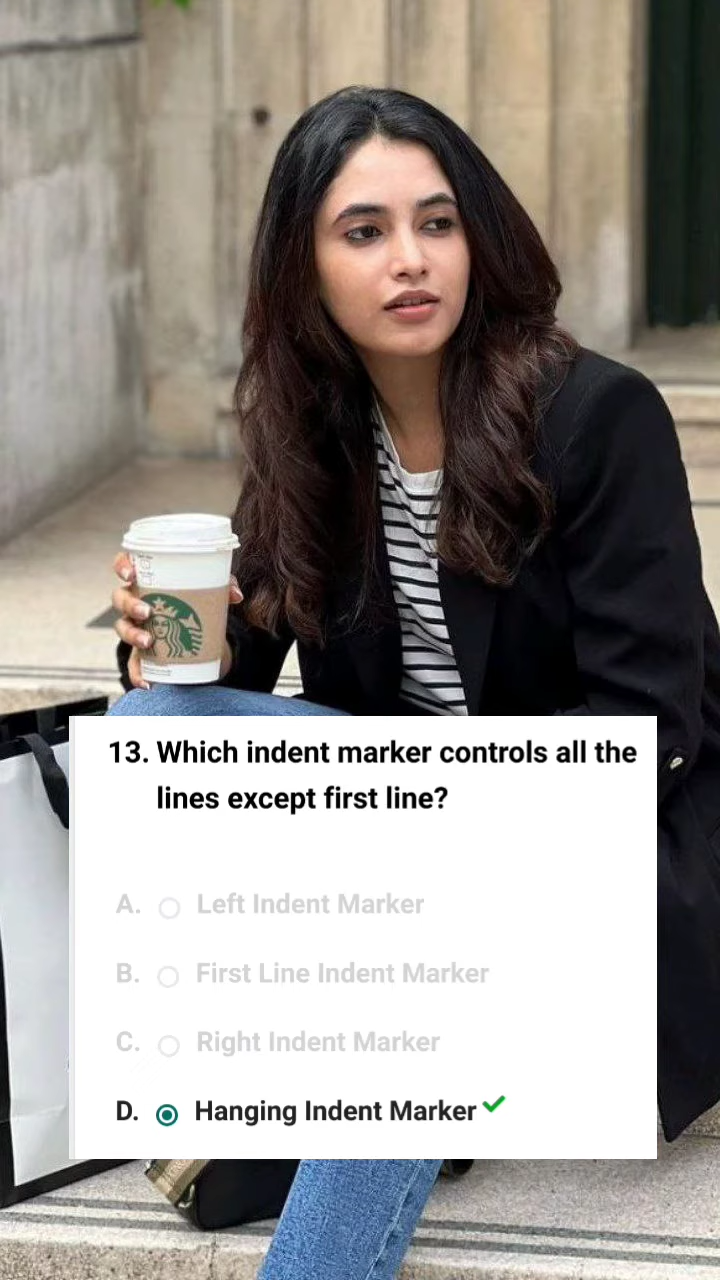 13. Which indent marker controls all the
lines except first line?
A. Left Indent Marker
B. First Line Indent Marker
C. Right Indent Marker
D. Hanging Indent Marker